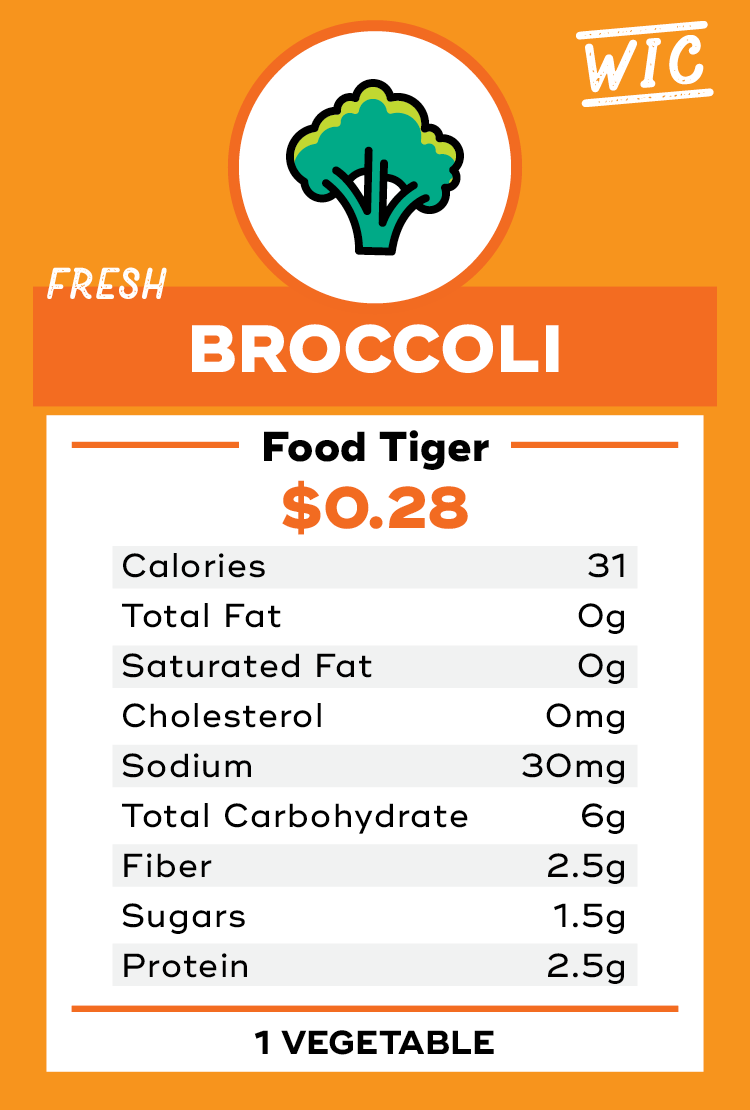 WIC
FRESH
BROCCOLI
Food Tiger
$0.28
Calories 31
Total Fat 0g
Saturated Fat 0g
Cholesterol 0mg
Sodium 30mg
Total Carbohydrate 6g
Fiber 2.5g
Sugars 1.5g
Protein 2.5g
1 VEGETABLE